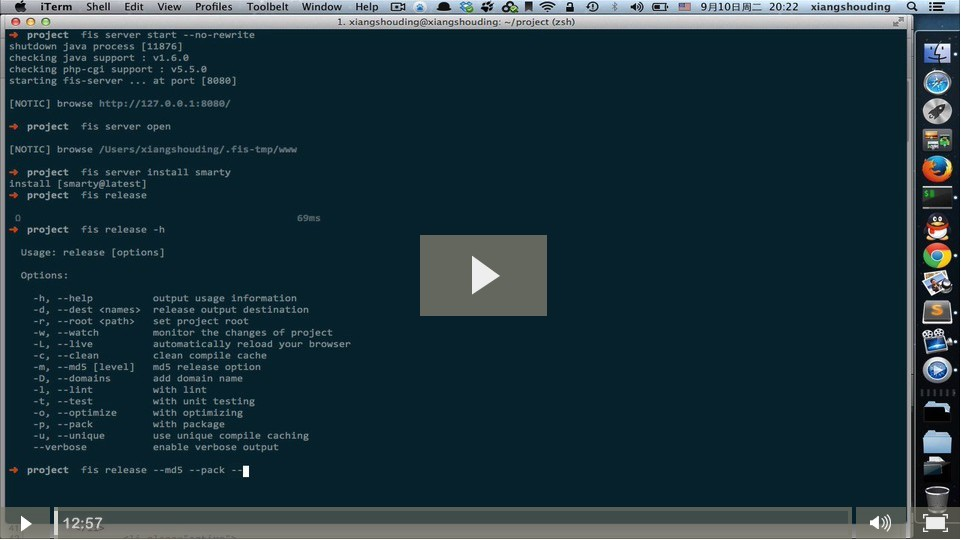 iTerm Shell Edit View Profiles Toolbelt Window Help 9月10日周二 20:22 xiangshouding
1. xiangshouding@xiangshouding: ~/project (zsh)
➜ project fis server start --no-rewrite
shutdown java process [11876]
checking java support : v1.6.0
checking php-cgi support : v5.5.0
starting fis-server ... at port [8080]
[NOTIC] browse http://127.0.0.1:8080/
➜ project fis server open
[NOTIC] browse /Users/xiangshouding/.fis-tmp/www
➜ project fis server install smarty
install [smarty@latest]
➜ project fis release
Ω 69ms
➜ project fis release -h
Usage: release [options]
Options:
-h, --help output usage information
-d, --dest <names> release output destination
-r, --root <path> set project root
-w, --watch monitor the changes of project
-L, --live automatically reload your browser
-c, --clean clean compile cache
-m, --md5 [level] md5 release option
-D, --domains add domain name
-l, --lint with lint
-t, --test with unit testing
-o, --optimize with optimizing
-p, --pack with package
-u, --unique use unique compile caching
--verbose enable verbose output
➜ project fis release --md5 --pack --
12:57